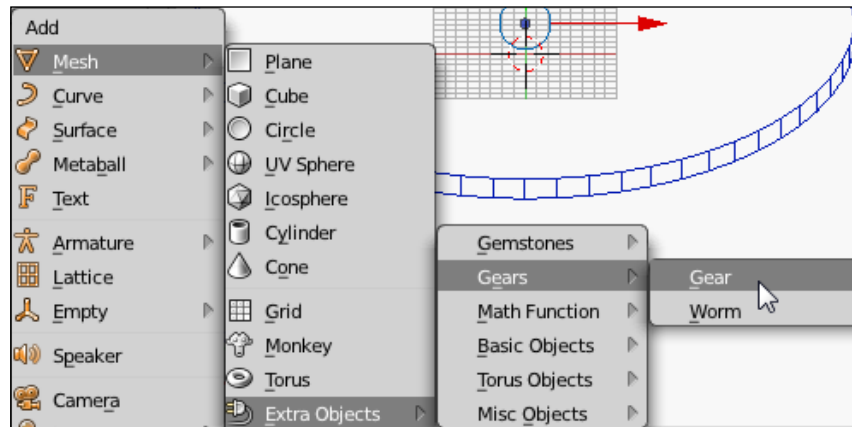 Add
Mesh
Curve
Surface
Metaball
Text
Armature
Lattice
Empty
Speaker
Camera
Plane
Cube
Circle
UV Sphere
Icosphere
Cylinder
Cone
Grid
Monkey
Torus
Extra Objects
Gemstones
Gears
Math Function
Basic Objects
Torus Objects
Misc Objects
Gear
Worm